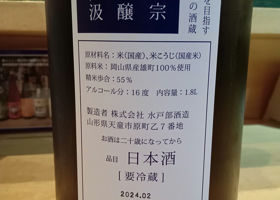 を目指す
の酒蔵
汲醸宗
原材料名:米(国産)、米こうじ(国産米)
原料米:岡山県産雄町100%使用
精米歩合:55%
アルコール分:16度 内容量:1.8L
製造者 株式会社 水戸部酒造
山形県天童市原町乙7番地
お酒は二十歳になってから
品目 日本酒
[要冷蔵]
2024.02